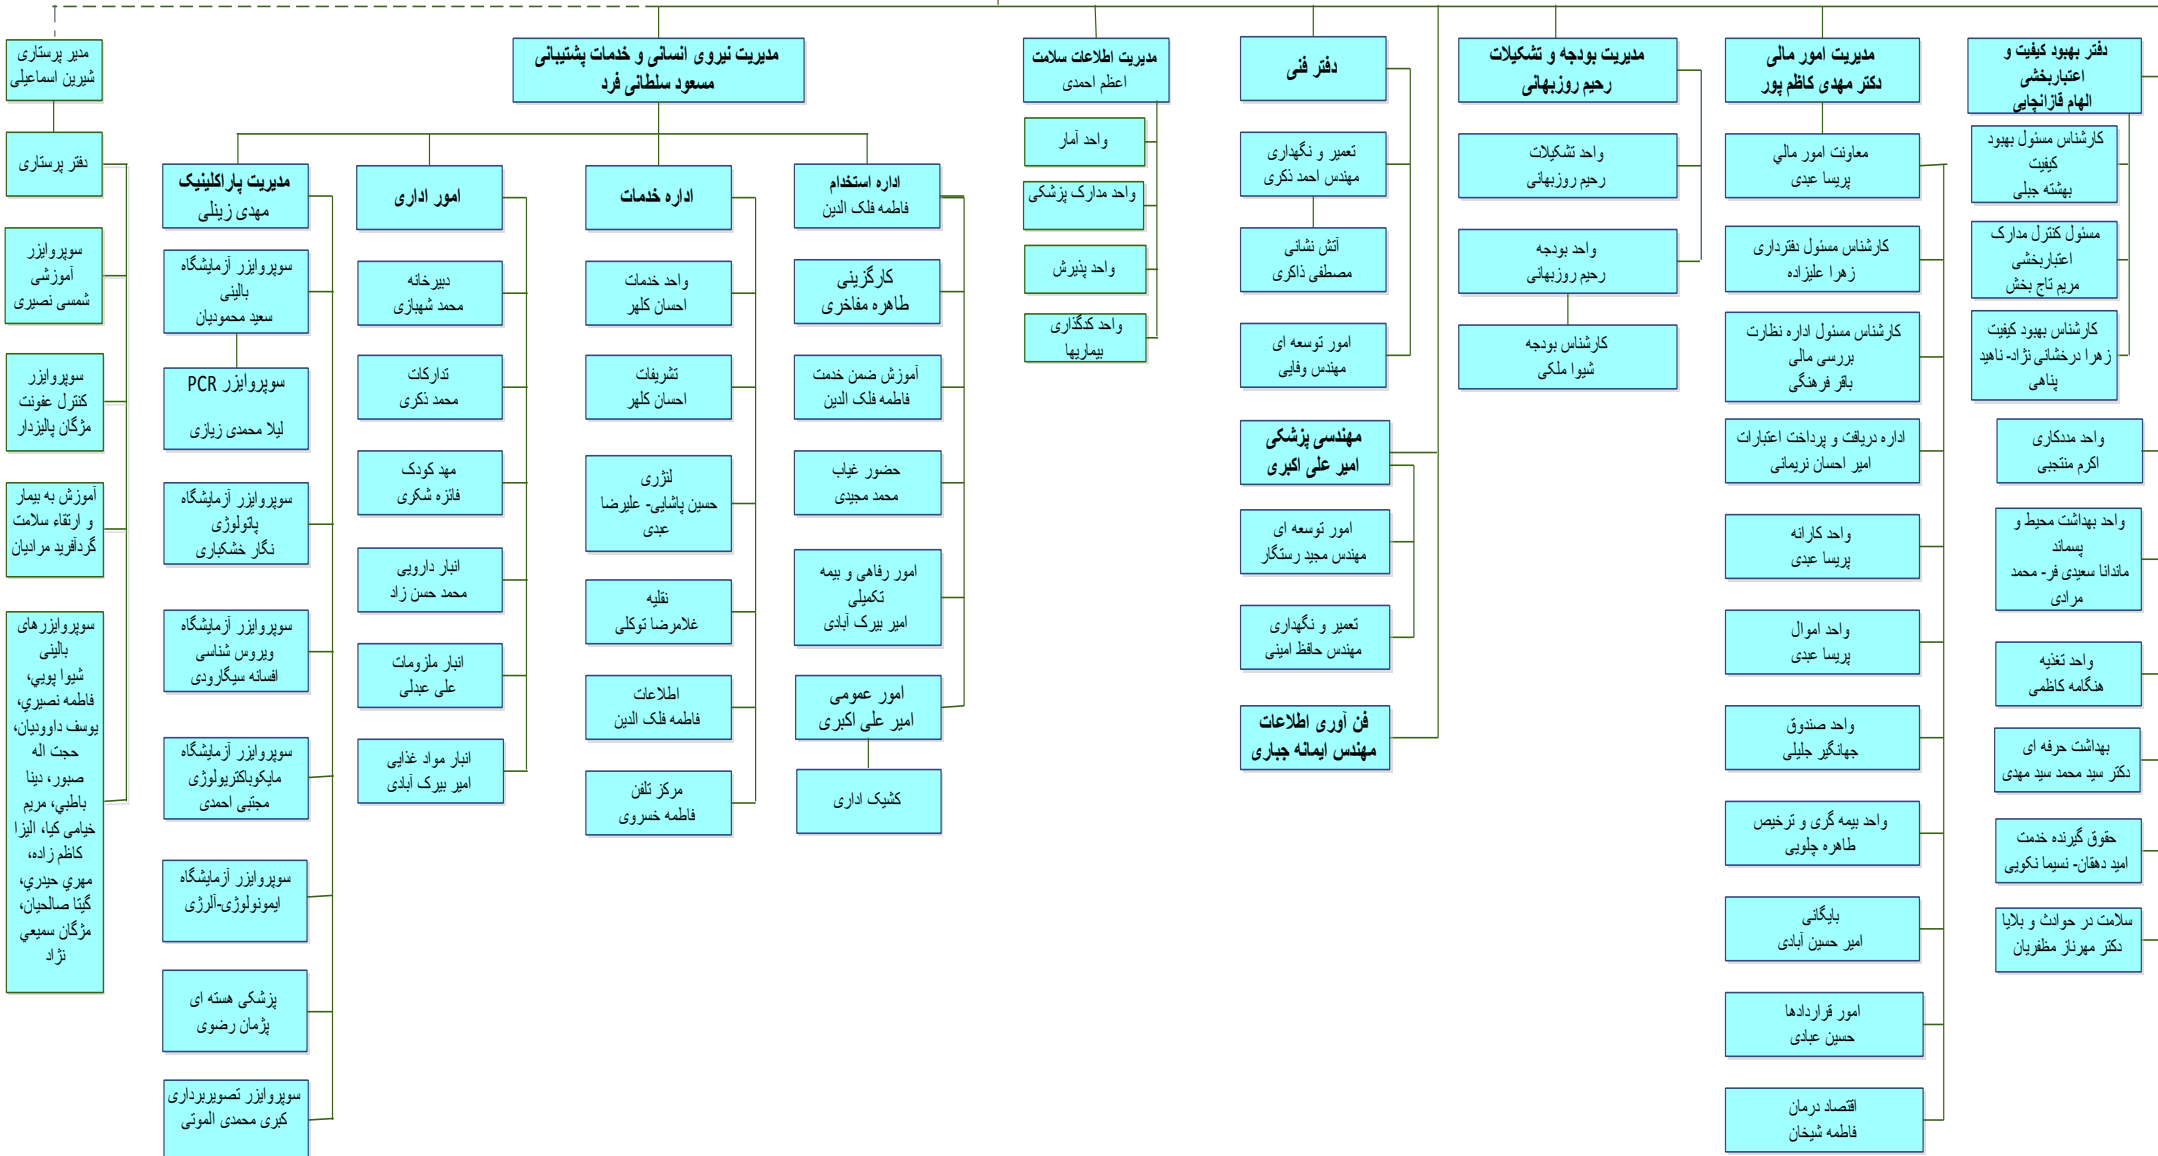 دفتر بهبود کیفیت و
اعتباربخشی
الهام قازانچایی
کارشناس مسئول بهبود
کیفیت
بهشته جبلی
مسئول کنترل مدارک
اعتباربخشی
مریم تاج بخش
کارشناس بهبود کیفیت
زهرا درخشانی نژاد- ناهید
پناهی
واحد مددکاری
اکرم منتجبی
واحد بهداشت محیط و
پسماند
ماندانا سعیدی فر- محمد
مرادی
واحد تغذیه
هنگامه کاظمی
بهداشت حرفه ای
دکتر سید محمد سید مهدی
حقوق گیرنده خدمت
امید دهقان- نسیما نکویی
سلامت در حوادث و بلایا
دکتر مهرناز مظفریان
مدیریت امور مالی
دکتر مهدی کاظم پور
معاونت امور مالي
پریسا عبدی
کارشناس مسئول دفترداری
زهرا علیزاده
کارشناس مسئول اداره نظارت
بررسی مالی
باقر فرهنگی
اداره دریافت و پرداخت اعتبارات
امیر احسان نریمانی
واحد کارانه
پریسا عبدی
واحد اموال
پریسا عبدی
واحد صندوق
جهانگیر جلیلی
واحد بیمه گری و ترخیص
طاهره چلویی
بایگانی
امیر حسین آبادی
امور قراردادها
حسین عبادی
اقتصاد درمان
فاطمه شیخان
مدیریت بودجه و تشکیلات
رحیم روزبهانی
واحد تشکیلات
رحیم روزبهانی
واحد بودجه
رحیم روزبهانی
کارشناس بودجه
شیوا ملکی
دفتر فنی
تعمیر و نگهداری
مهندس احمد ذکری
آتش نشانی
مصطفی ذاکری
امور توسعه ای
مهندس وفایی
مهندسی پزشکی
امیر علی اکبری
امور توسعه ای
مهندس مجید رستگار
تعمیر و نگهداری
مهندس حافظ امینی
فن آوری اطلاعات
مهندس ایمانه جباری
مدیریت اطلاعات سلامت
اعظم احمدی
واحد آمار
واحد مدارک پزشکی
واحد پذیرش
واحد کدگذاری
بیماریها
مدیریت نیروی انسانی و خدمات پشتیبانی
مسعود سلطانی فرد
اداره استخدام
فاطمه فلک الدین
کارگزینی
طاهره مفاخری
آموزش ضمن خدمت
فاطمه فلک الدین
حضور غیاب
محمد مجیدی
امور رفاهی و بیمه
تکمیلی
امیر بیرک آبادی
امور عمومی
امیر علی اکبری
کشیک اداری
اداره خدمات
واحد خدمات
احسان کلهر
تشریفات
احسان کلهر
لنژری
حسین پاشایی- علیرضا
عبدی
نقلیه
غلامرضا توکلی
اطلاعات
فاطمه فلک الدین
مرکز تلفن
فاطمه خسروی
امور اداری
دبیرخانه
محمد شهبازی
تدارکات
محمد ذکری
مهد کودک
فائزه شکری
انبار دارویی
محمد حسن زاد
انبار ملزومات
علی عبدلی
انبار مواد غذایی
امیر بیرک آبادی
مدیریت پاراکلینیک
مهدی زینلی
سوپروایزر آزمایشگاه
بالینی
سعید محمودیان
سوپروایزر PCR
لیلا محمدی زیازی
سوپروایزر آزمایشگاه
پاتولوژی
نگار خشکباری
سوپروایزر آزمایشگاه
ویروس شناسی
افسانه سیگارودی
سوپروایزر آزمایشگاه
مایکوباکتریولوژی
مجتبی احمدی
سوپروایزر آزمایشگاه
ایمونولوژی-آلرژی
پزشکی هسته ای
پژمان رضوی
سوپروایزر تصویربرداری
کبری محمدی الموتی
مدیر پرستاری
شیرین اسماعیلی
دفتر پرستاری
سوپروایزر
آموزشی
شمسی نصیری
سوپروایزر
کنترل عفونت
مژگان پالیزدار
آموزش به بیمار
و ارتقاء سلامت
گردآفرید مرادیان
سوپروایزرهای
بالینی
شیوا پویي،
فاطمه نصیري،
یوسف داوودیان،
حجت اله
صبور، دینا
باطبي، مریم
خیامی کیا، الیزا
کاظم زاده،
مهري حیدري،
گیتا صالحیان،
مژگان سمیعي
نژاد